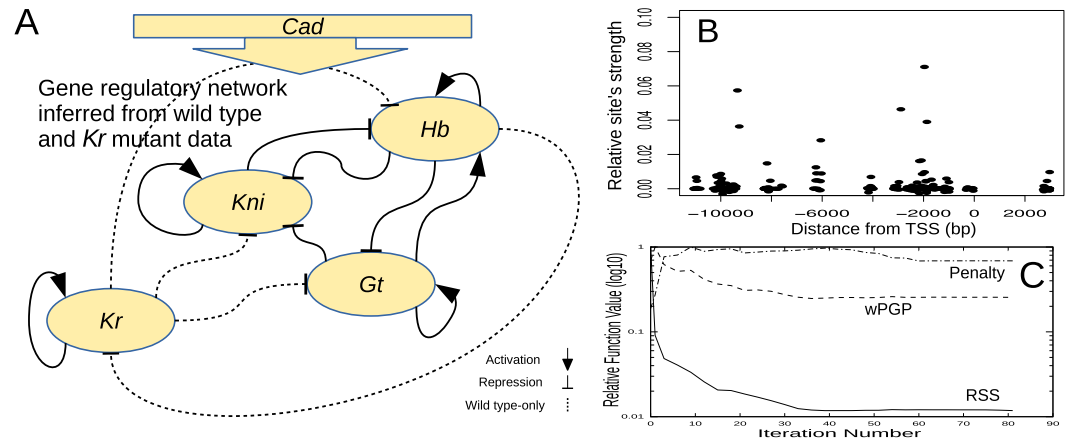 A
Cad
Gene regulatory network
inferred from wild type
and Kr mutant data
Hb
Kni
Gt
Kr
Activation
Repression
Wild type-only
B
Relative site's strength
0.10
0.08
0.06
0.04
0.02
0.00
−10000 −6000 −2000 0 2000
Distance from TSS (bp)
C
Relative Function Value (log10)
1
0.1
0.01
Penalty
wPGP
RSS
0 10 20 30 40 50 60 70 80 90
Iteration Number